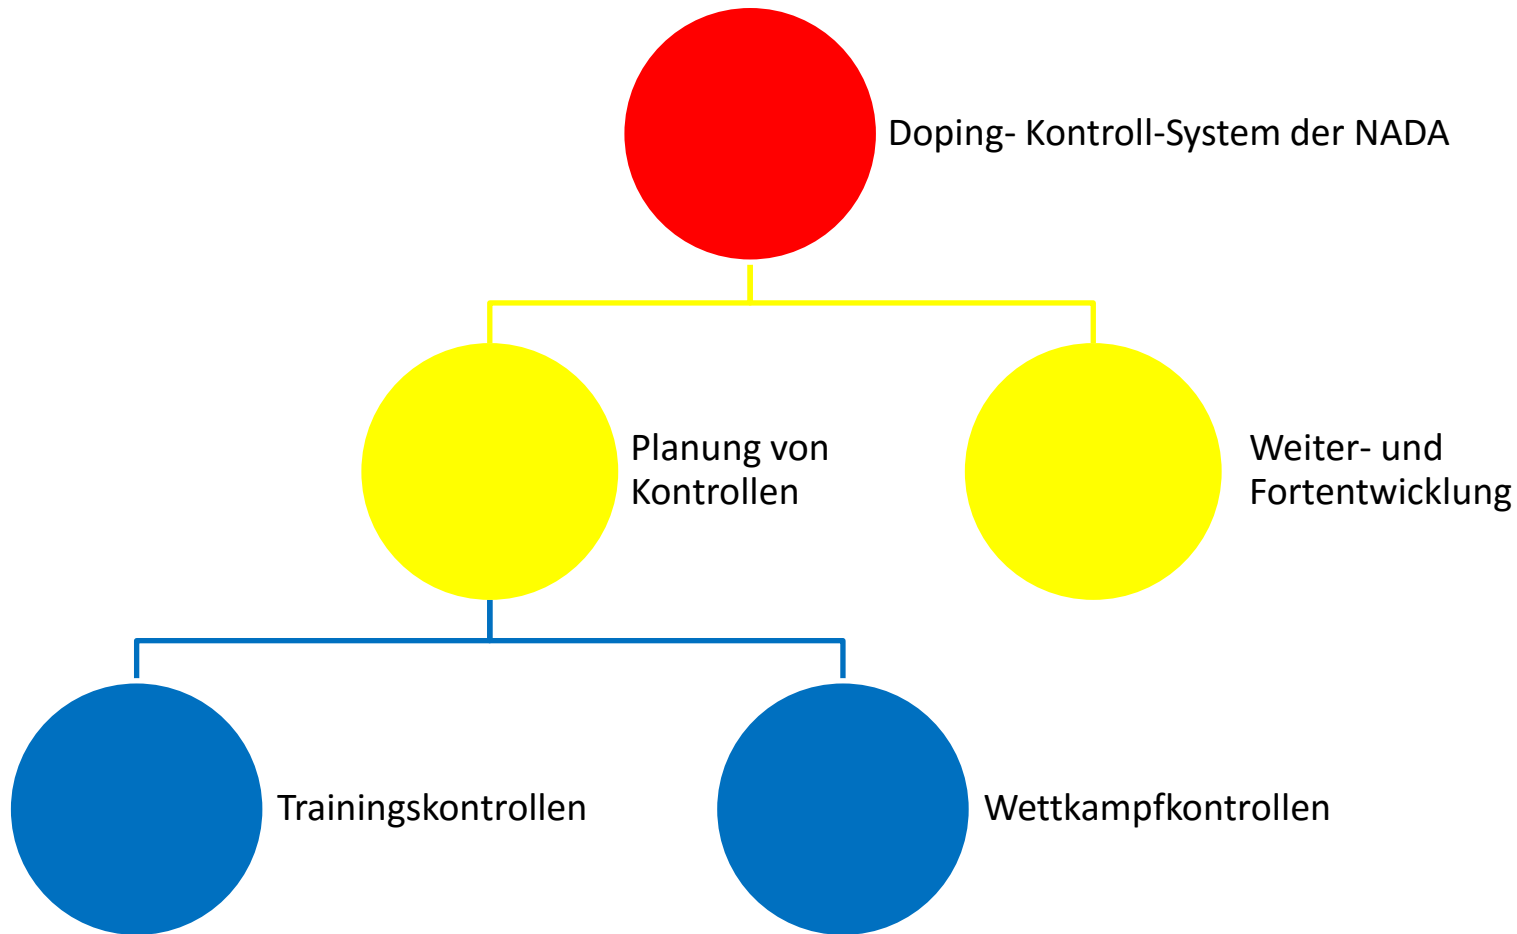 Doping- Kontroll-System der NADA
Planung von
Kontrollen
Weiter- und
Fortentwicklung
Trainingskontrollen
Wettkampfkontrollen